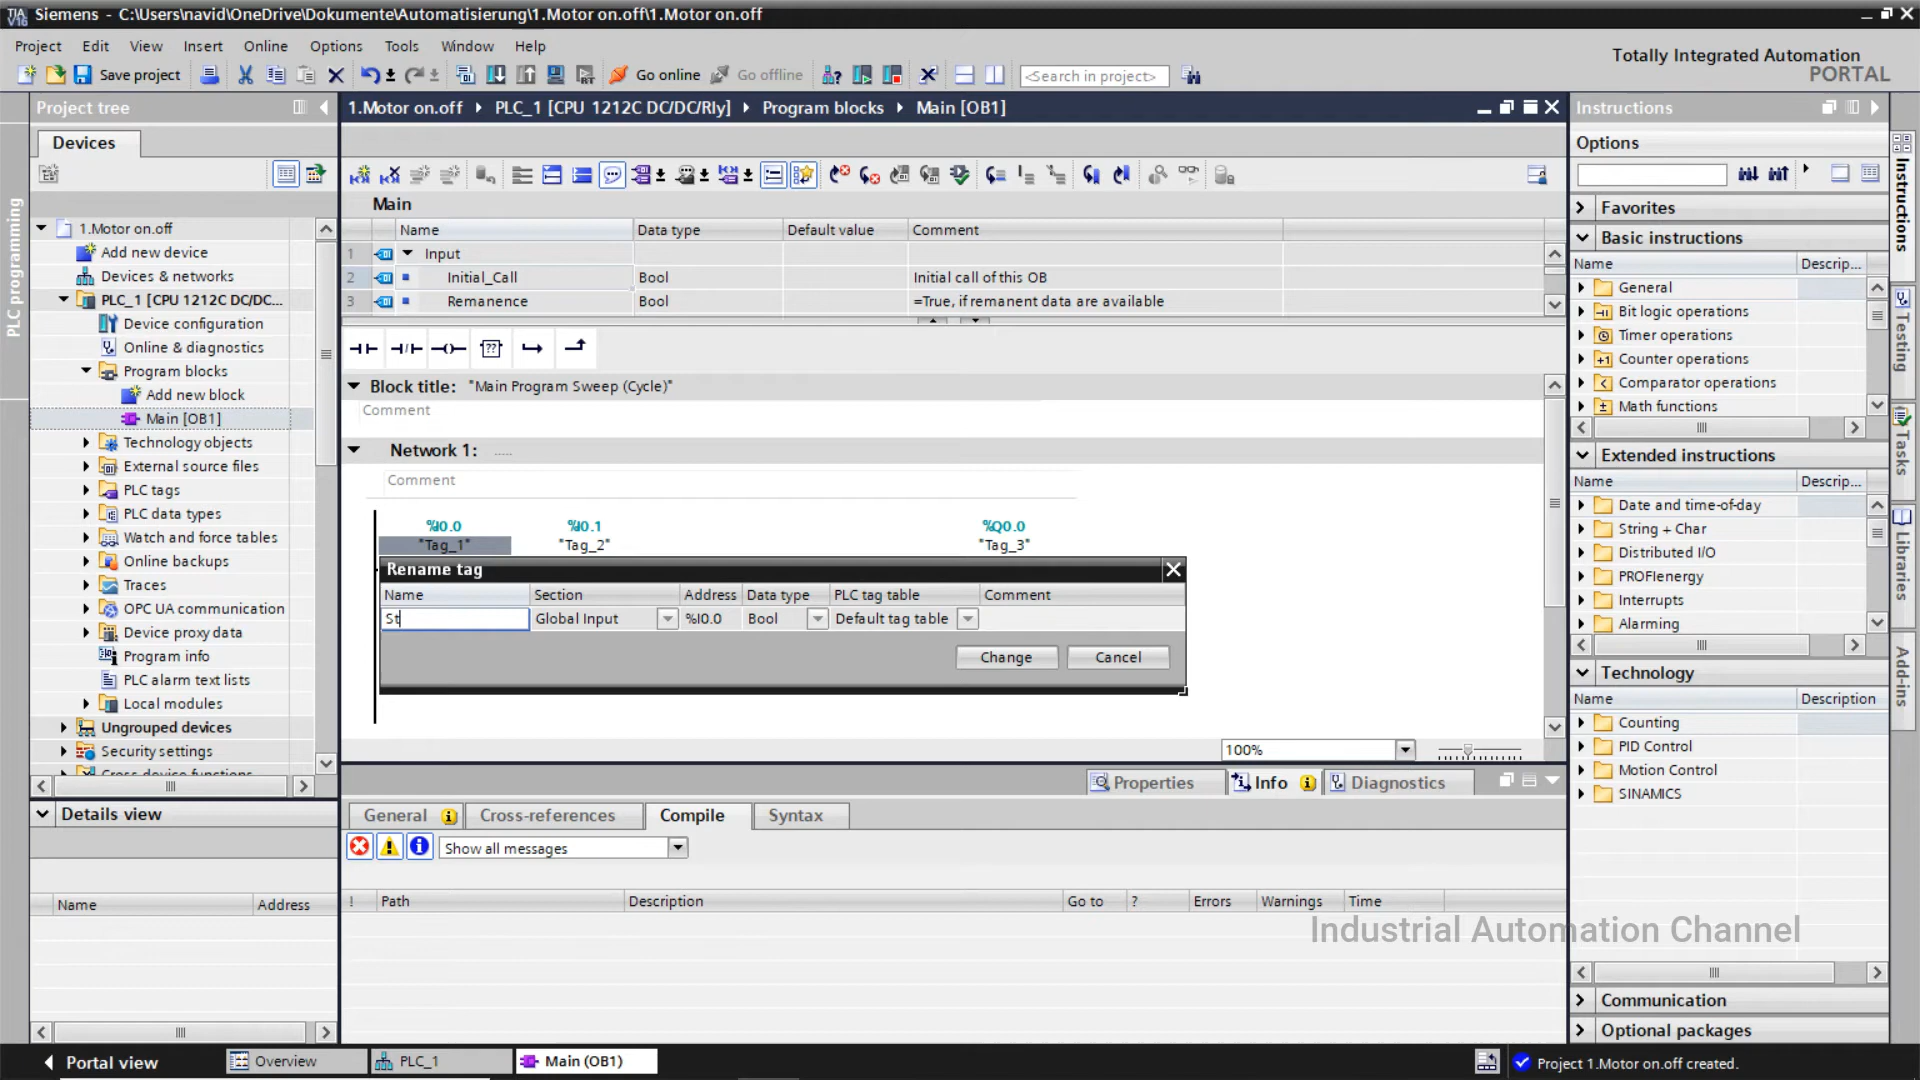 TIA
V16
Siemens - C:\Users\navid\OneDrive\Dokumente\Automatisierung\1.Motor on.off\1.Motor on.off
Project Edit View Insert Online Options Tools Window Help
Save project Go online Go offline <Search in project>
Totally Integrated Automation
PORTAL
Project tree
Devices
PLC programming
1.Motor on.off
Add new device
Devices & networks
PLC_1 [CPU 1212C DC/DC...
Device configuration
Online & diagnostics
Program blocks
Add new block
Main [OB1]
Technology objects
External source files
PLC tags
PLC data types
Watch and force tables
Online backups
Traces
OPC UA communication
Device proxy data
Program info
PLC alarm text lists
Local modules
Ungrouped devices
Security settings
Cross-device functions
Details view
Name Address
1.Motor on.off PLC_1 [CPU 1212C DC/DC/Rly] Program blocks Main [OB1]
Main
Name Data type Default value Comment
1 Input
2 Initial_Call Bool Initial call of this OB
3 Remanence Bool =True, if remanent data are available
??
Block title: "Main Program Sweep (Cycle)"
Comment
Network 1: .....
Comment
%I0.0 %I0.1 %Q0.0
"Tag_1" "Tag_2" "Tag_3"
Rename tag
Name Section Address Data type PLC tag table Comment
St Global Input %I0.0 Bool Default tag table
Change Cancel
100%
Properties Info Diagnostics
General Cross-references Compile Syntax
Show all messages
! Path Description Go to ? Errors Warnings Time
Industrial Automation Channel
Instructions
Options
Favorites
Basic instructions
Name Descrip...
General
Bit logic operations
Timer operations
Counter operations
Comparator operations
Math functions
Extended instructions
Name Descrip...
Date and time-of-day
String + Char
Distributed I/O
PROFIenergy
Interrupts
Alarming
Technology
Name Description
Counting
PID Control
Motion Control
SINAMICS
Communication
Optional packages
Instructions
Testing
Tasks
Libraries
Add-ins
Portal view Overview PLC_1 Main (OB1) Project 1.Motor on.off created.